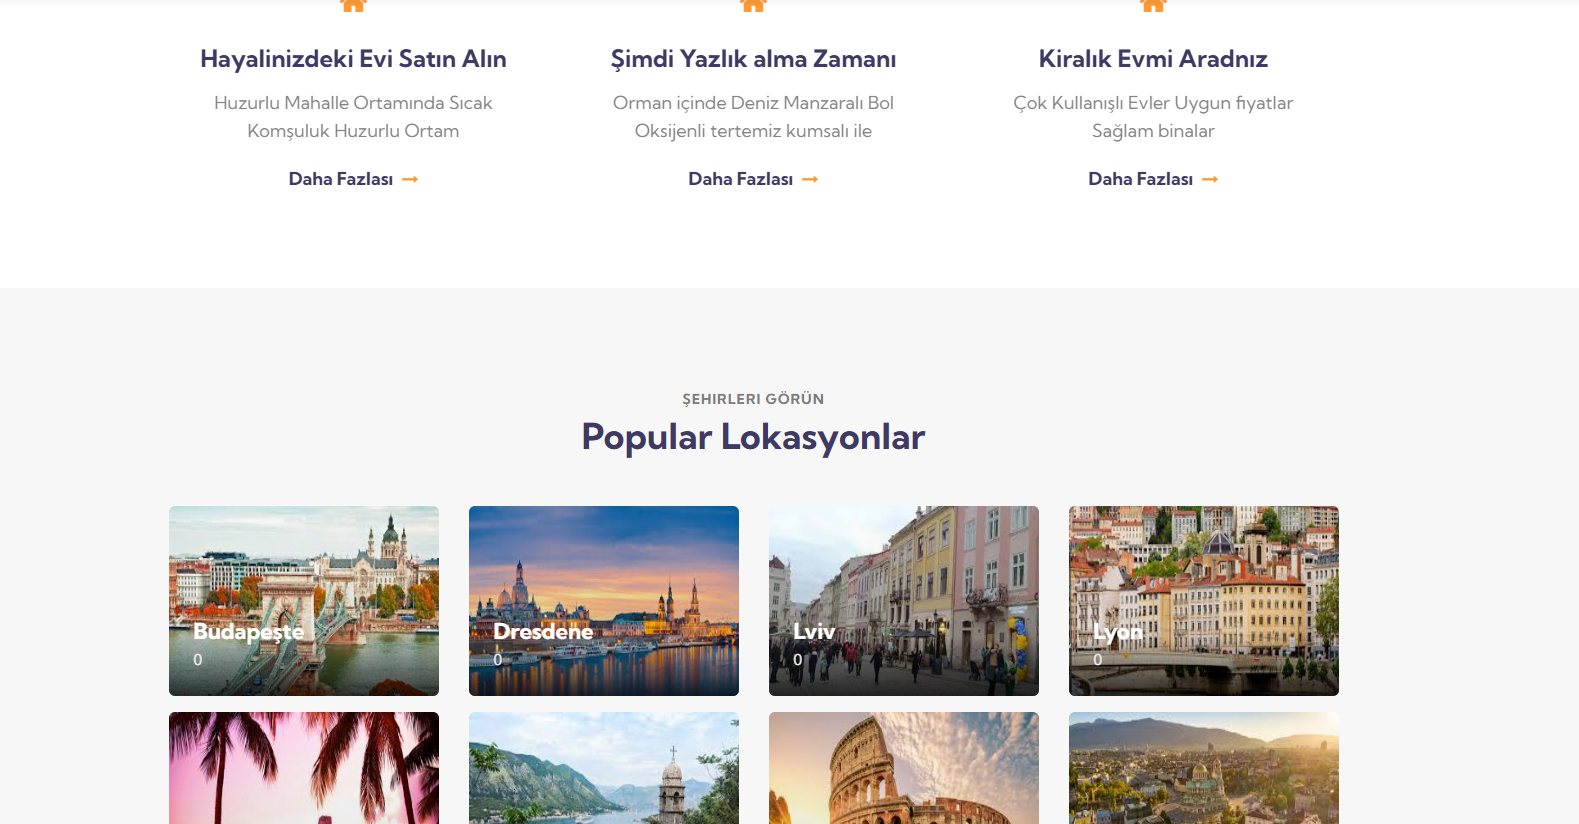 Hayalinizdeki Evi Satın Alın
Huzurlu Mahalle Ortamında Sıcak
Komşuluk Huzurlu Ortam
Daha Fazlası
Şimdi Yazlık alma Zamanı
Orman içinde Deniz Manzaralı Bol
Oksijenli tertemiz kumsalı ile
Daha Fazlası
Kiralık Evmi Aradnız
Çok Kullanışlı Evler Uygun fiyatlar
Sağlam binalar
Daha Fazlası
ŞEHIRLERI GÖRÜN
Popular Lokasyonlar
Budapeşte
0
Dresdene
0
Lviv
0
Lyon
0